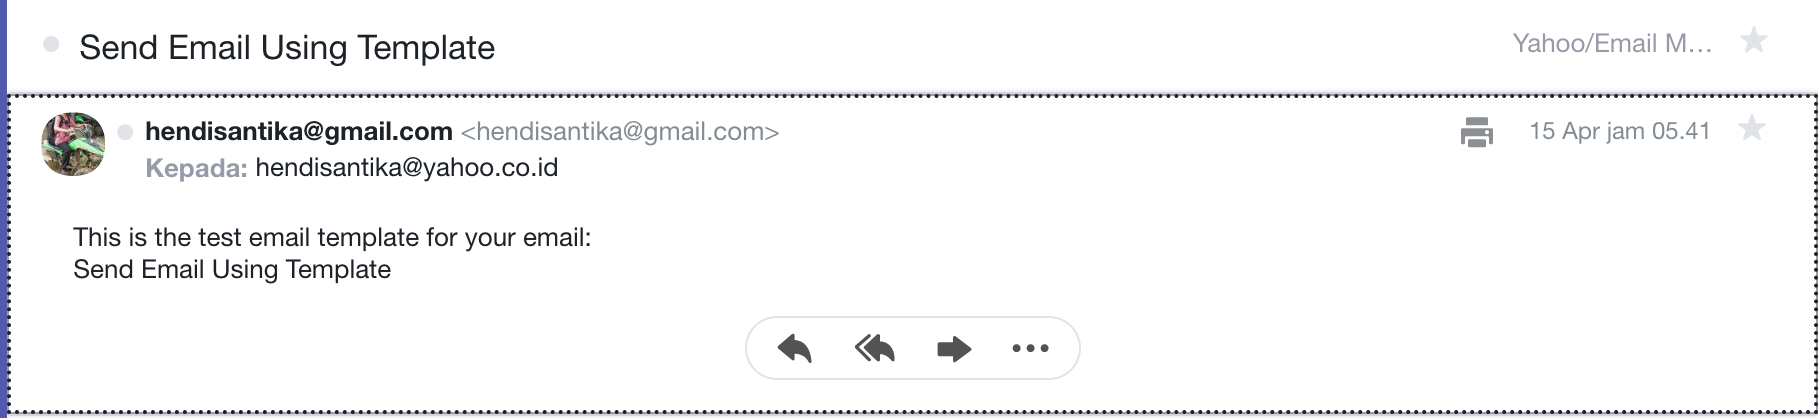 Send Email Using Template
Yahoo/Email M...
hendisantika@gmail.com <hendisantika@gmail.com>
15 Apr jam 05.41
Kepada: hendisantika@yahoo.co.id
This is the test email template for your email:
Send Email Using Template